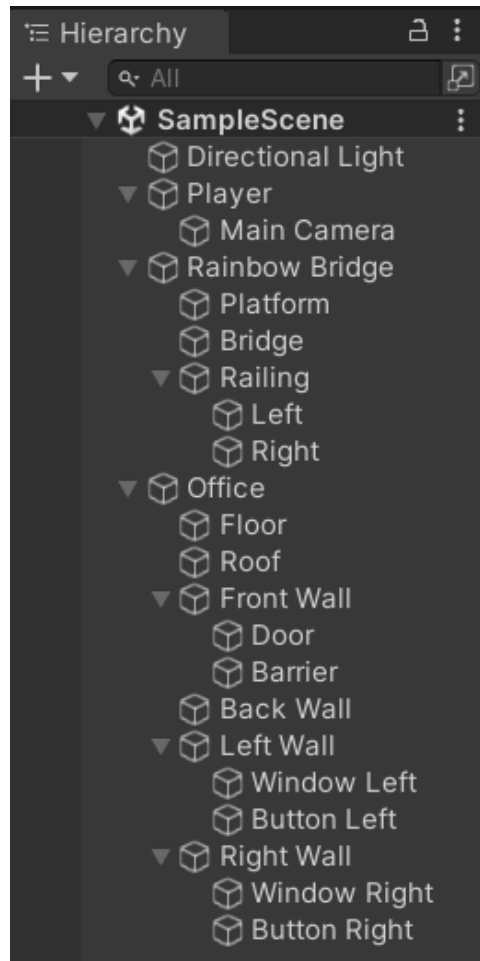 Hierarchy
All
SampleScene
Directional Light
Player
Main Camera
Rainbow Bridge
Platform
Bridge
Railing
Left
Right
Office
Floor
Roof
Front Wall
Door
Barrier
Back Wall
Left Wall
Window Left
Button Left
Right Wall
Window Right
Button Right